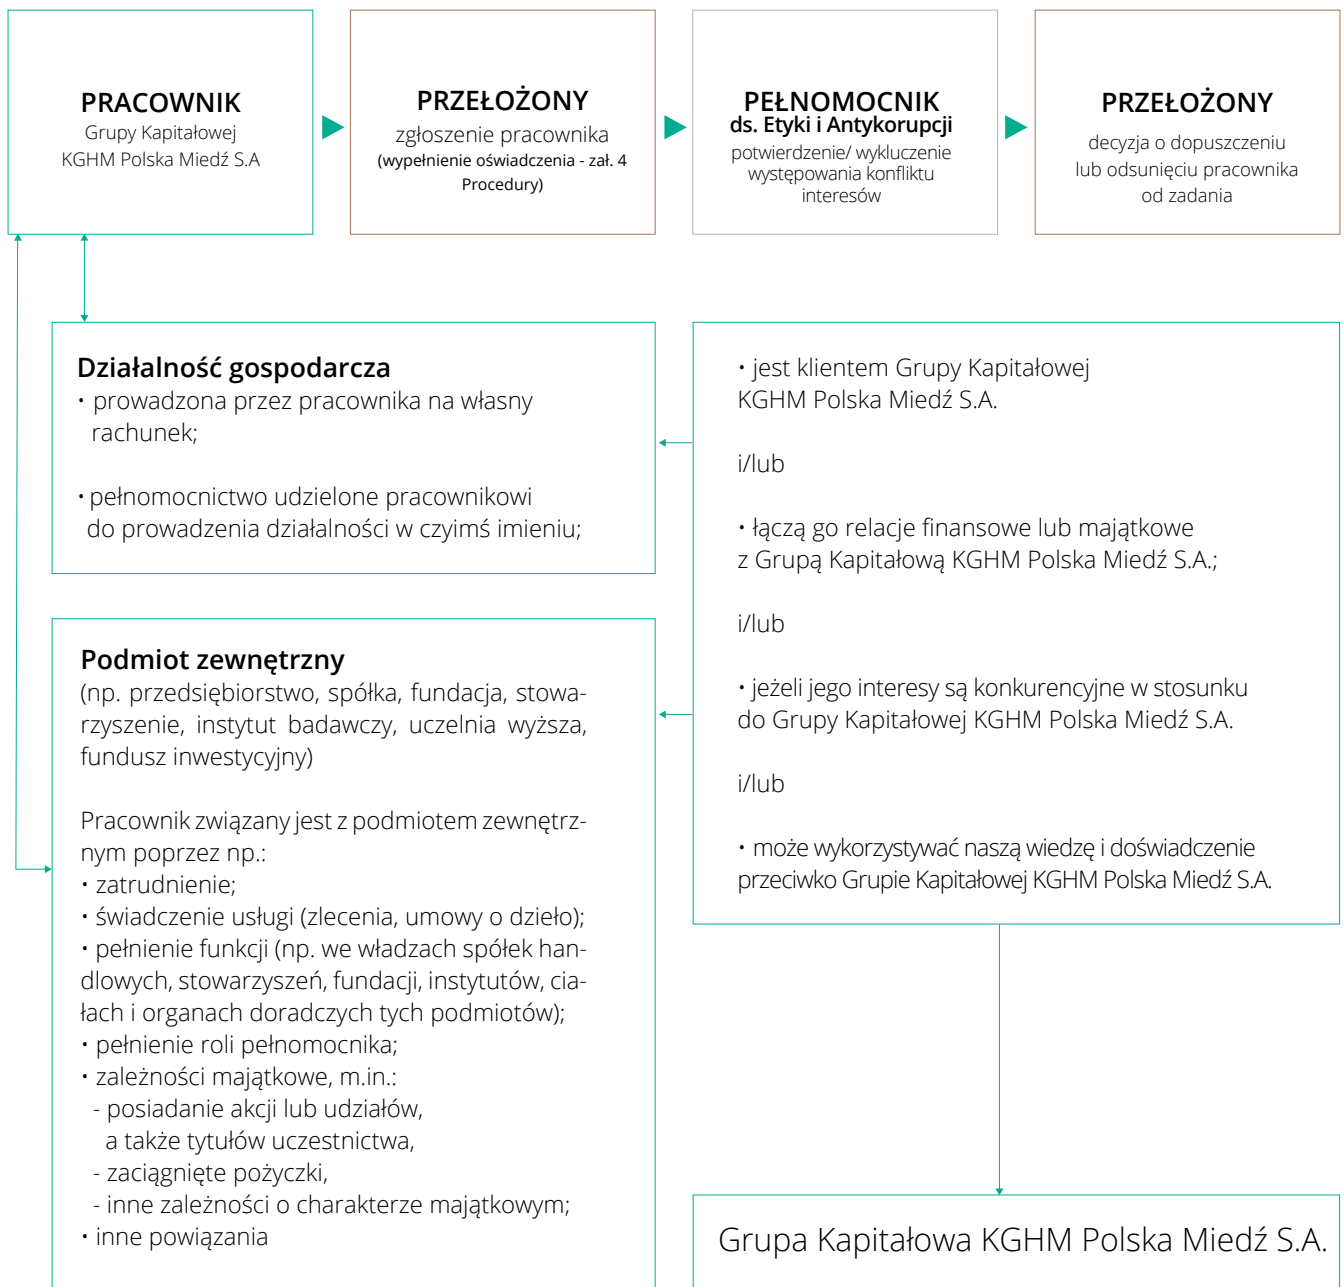 PRACOWNIK
Grupy Kapitałowej
KGHM Polska Miedź S.A
PRZEŁOŻONY
zgłoszenie pracownika
(wypełnienie oświadczenia - zał. 4
Procedury)
PEŁNOMOCNIK
ds. Etyki i Antykorupcji
potwierdzenie/ wykluczenie
występowania konfliktu
interesów
PRZEŁOŻONY
decyzja o dopuszczeniu
lub odsunięciu pracownika
od zadania
Działalność gospodarcza
• prowadzona przez pracownika na własny
rachunek;
• pełnomocnictwo udzielone pracownikowi
do prowadzenia działalności w czyimś imieniu;
Podmiot zewnętrzny
(np. przedsiębiorstwo, spółka, fundacja, stowa-
rzyszenie, instytut badawczy, uczelnia wyższa,
fundusz inwestycyjny)
Pracownik związany jest z podmiotem zewnętrz-
nym poprzez np.:
• zatrudnienie;
• świadczenie usługi (zlecenia, umowy o dzieło);
• pełnienie funkcji (np. we władzach spółek han-
dlowych, stowarzyszeń, fundacji, instytutów, cia-
łach i organach doradczych tych podmiotów);
• pełnienie roli pełnomocnika;
• zależności majątkowe, m.in.:
- posiadanie akcji lub udziałów,
a także tytułów uczestnictwa,
- zaciągnięte pożyczki,
- inne zależności o charakterze majątkowym;
• inne powiązania
• jest klientem Grupy Kapitałowej
KGHM Polska Miedź S.A.
i/lub
• łączą go relacje finansowe lub majątkowe
z Grupą Kapitałową KGHM Polska Miedź S.A.;
i/lub
• jeżeli jego interesy są konkurencyjne w stosunku
do Grupy Kapitałowej KGHM Polska Miedź S.A.
i/lub
• może wykorzystywać naszą wiedzę i doświadczenie
przeciwko Grupie Kapitałowej KGHM Polska Miedź S.A.
Grupa Kapitałowa KGHM Polska Miedź S.A.